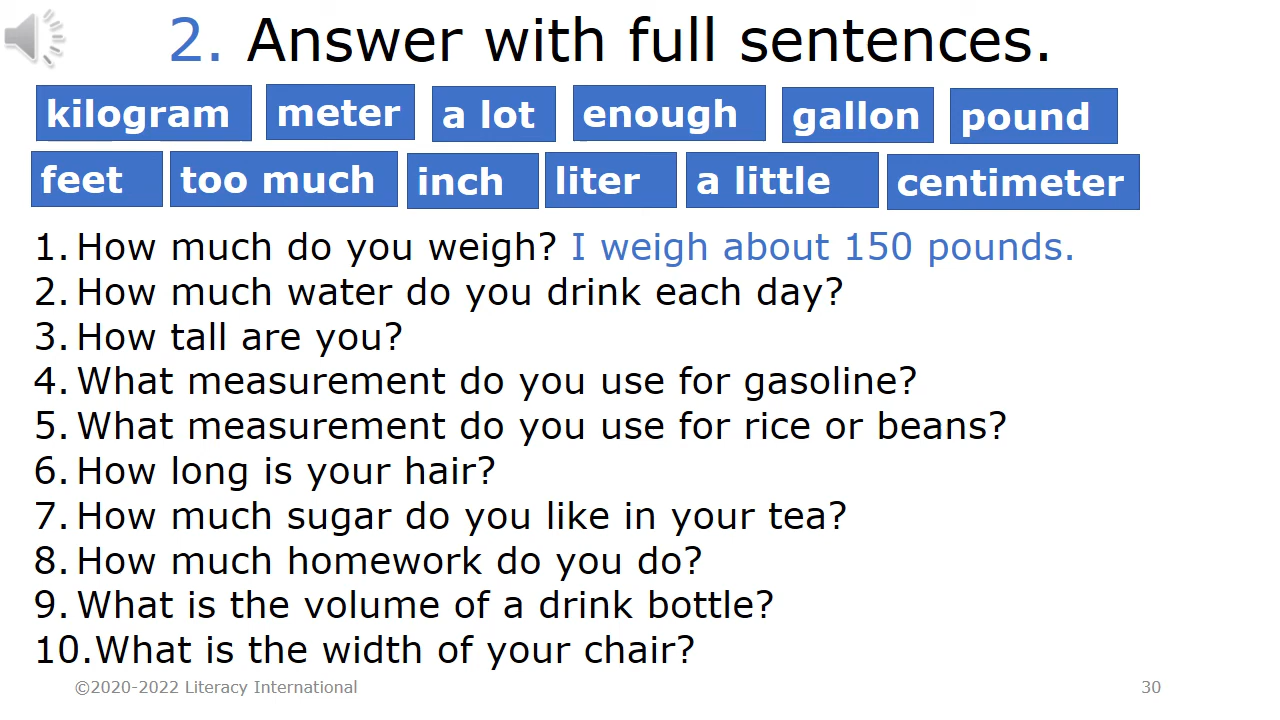 2. Answer with full sentences.
kilogram meter a lot enough gallon pound
feet too much inch liter a little centimeter
1. How much do you weigh? I weigh about 150 pounds.
2. How much water do you drink each day?
3. How tall are you?
4. What measurement do you use for gasoline?
5. What measurement do you use for rice or beans?
6. How long is your hair?
7. How much sugar do you like in your tea?
8. How much homework do you do?
9. What is the volume of a drink bottle?
10.What is the width of your chair?
©2020-2022 Literacy International 30